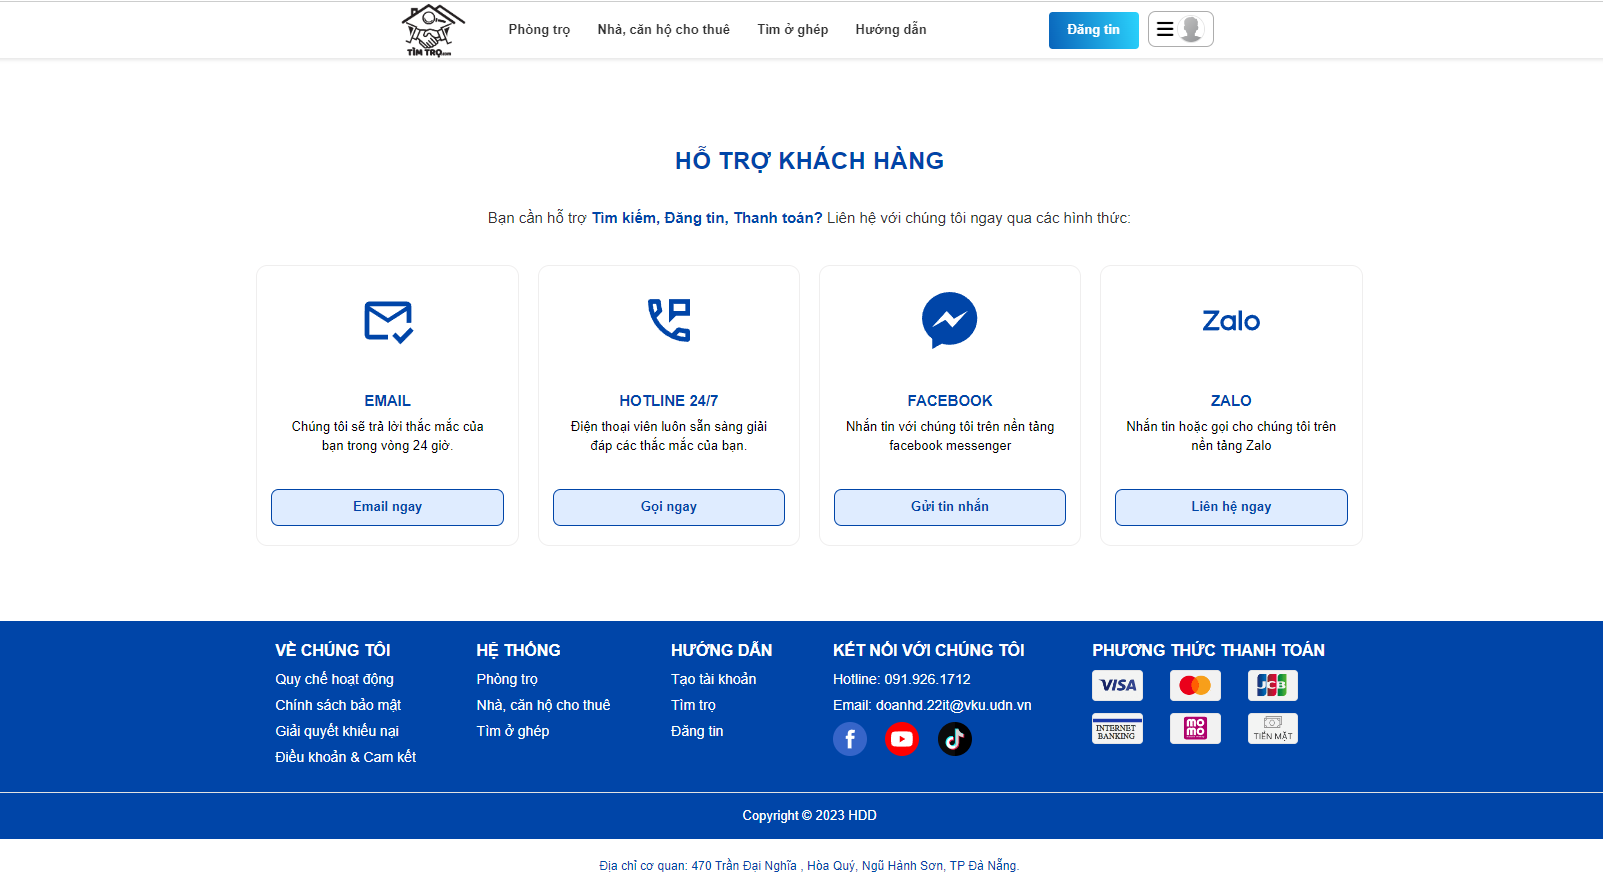 TÌM TRỌ.com
Phòng trọ
Nhà, căn hộ cho thuê
Tìm ở ghép
Hướng dẫn
Đăng tin
HỖ TRỢ KHÁCH HÀNG
Bạn cần hỗ trợ Tìm kiếm, Đăng tin, Thanh toán? Liên hệ với chúng tôi ngay qua các hình thức:
EMAIL
Chúng tôi sẽ trả lời thắc mắc của
bạn trong vòng 24 giờ.
Email ngay
HOTLINE 24/7
Điện thoại viên luôn sẵn sàng giải
đáp các thắc mắc của bạn.
Gọi ngay
FACEBOOK
Nhắn tin với chúng tôi trên nền tảng
facebook messenger
Gửi tin nhắn
Zalo
ZALO
Nhắn tin hoặc gọi cho chúng tôi trên
nền tảng Zalo
Liên hệ ngay
VỀ CHÚNG TÔI
Quy chế hoạt động
Chính sách bảo mật
Giải quyết khiếu nại
Điều khoản & Cam kết
HỆ THỐNG
Phòng trọ
Nhà, căn hộ cho thuê
Tìm ở ghép
HƯỚNG DẪN
Tạo tài khoản
Tìm trọ
Đăng tin
KẾT NỐI VỚI CHÚNG TÔI
Hotline: 091.926.1712
Email: doanhd.22it@vku.udn.vn
PHƯƠNG THỨC THANH TOÁN
VISA
JCB
INTERNET
BANKING
mo
mo
TIỀN MẶT
Copyright © 2023 HDD
Địa chỉ cơ quan: 470 Trần Đại Nghĩa , Hòa Quý, Ngũ Hành Sơn, TP Đà Nẵng.